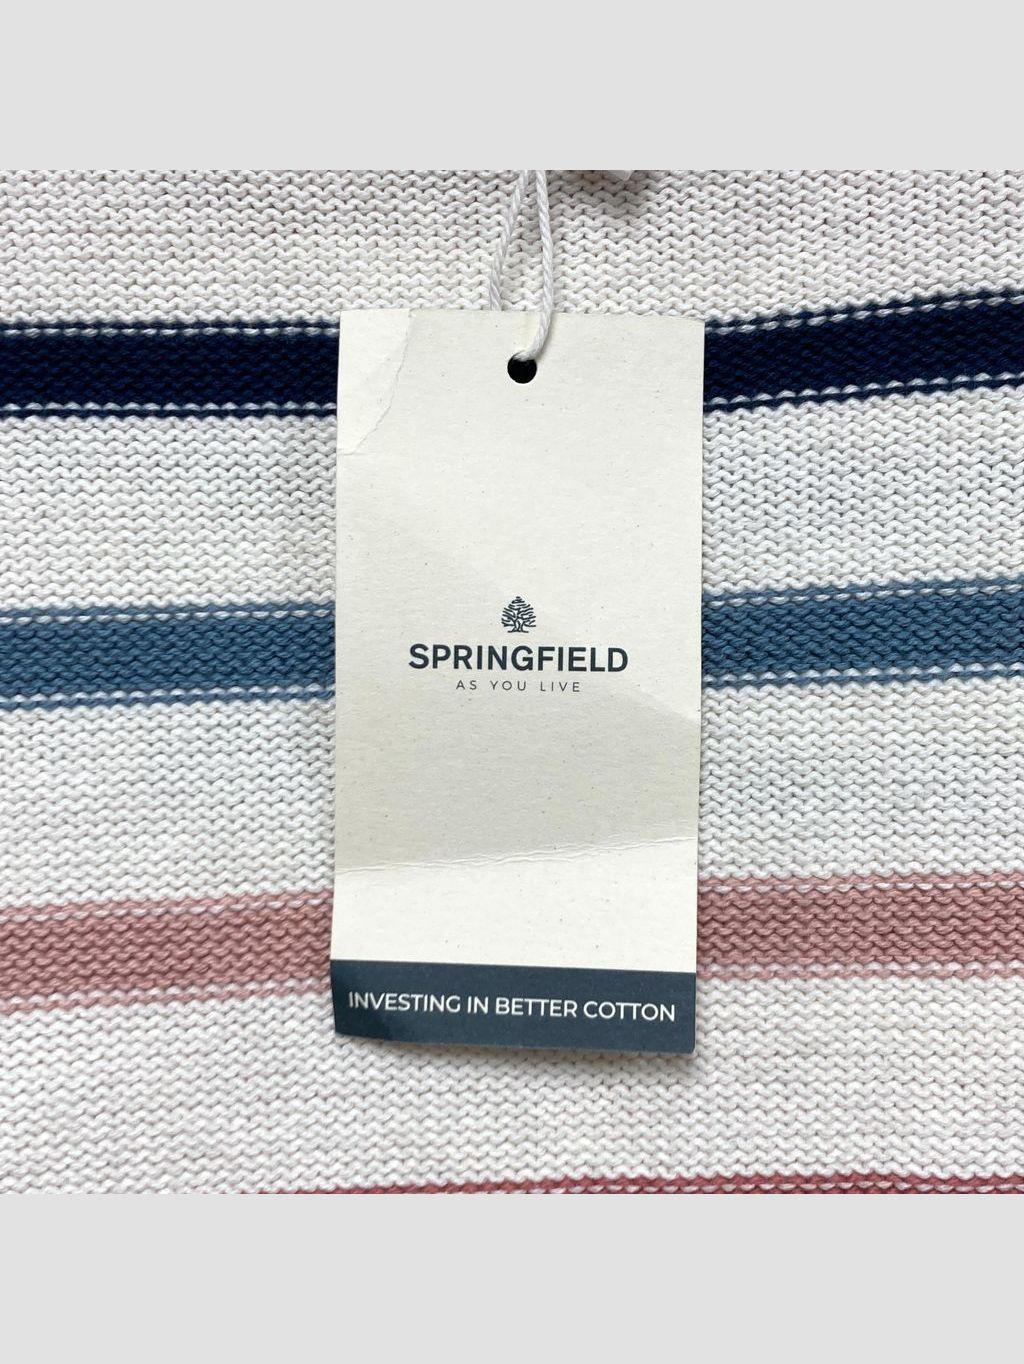 SPRINGFIELD
AS YOU LIVE
INVESTING IN BETTER COTTON